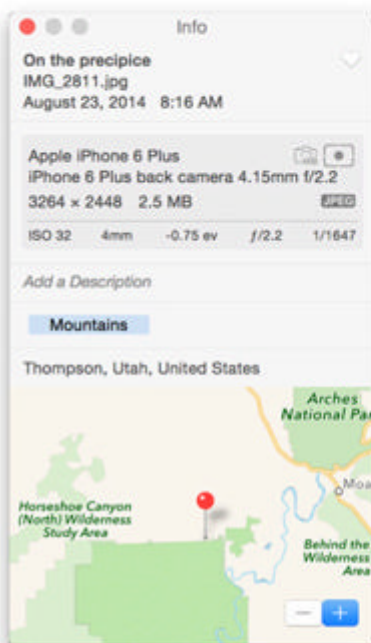 Info
On the precipice
IMG_2811.jpg
August 23, 2014 8:16 AM
Apple iPhone 6 Plus
iPhone 6 Plus back camera 4.15mm f/2.2
3264 × 2448 2.5 MB JPEG
ISO 32 4mm -0.75 ev ƒ/2.2 1/1647
Add a Description
Mountains
Thompson, Utah, United States
Arches
National Par
Moa
Horseshoe Canyon
(North) Wilderness
Study Area
Behind the
Wilderness
Area